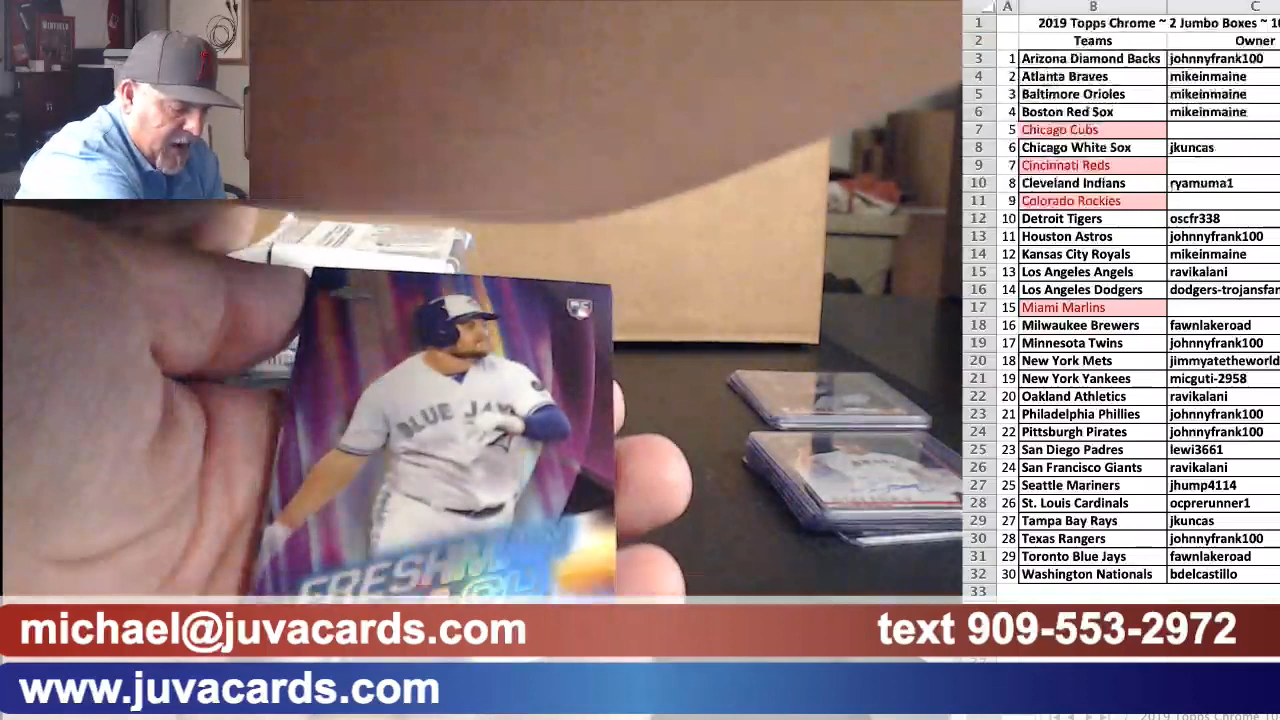 A B C
1 2019 Topps Chrome ~ 2 Jumbo Boxes ~
2 Teams Owner
3 1 Arizona Diamond Backs johnnyfrank100
4 2 Atlanta Braves mikeinmaine
5 3 Baltimore Orioles mikeinmaine
6 4 Boston Red Sox mikeinmaine
7 5 Chicago Cubs
8 6 Chicago White Sox jkuncas
9 7 Cincinnati Reds
10 8 Cleveland Indians ryamuma1
11 9 Colorado Rockies
12 10 Detroit Tigers oscfr338
13 11 Houston Astros johnnyfrank100
14 12 Kansas City Royals mikeinmaine
15 13 Los Angeles Angels ravikalani
16 14 Los Angeles Dodgers dodgers-trojansfan
17 15 Miami Marlins
18 16 Milwaukee Brewers fawnlakeroad
19 17 Minnesota Twins johnnyfrank100
20 18 New York Mets jimmyatetheworld
21 19 New York Yankees micguti-2958
22 20 Oakland Athletics ravikalani
23 21 Philadelphia Phillies johnnyfrank100
24 22 Pittsburgh Pirates johnnyfrank100
25 23 San Diego Padres lewi3661
26 24 San Francisco Giants ravikalani
27 25 Seattle Mariners jhump4114
28 26 St. Louis Cardinals ocprerunner1
29 27 Tampa Bay Rays jkuncas
30 28 Texas Rangers johnnyfrank100
31 29 Toronto Blue Jays fawnlakeroad
32 30 Washington Nationals bdelcastillo
33
BLUE JAYS
FRESH
michael@juvacards.com text 909-553-2972
www.juvacards.com